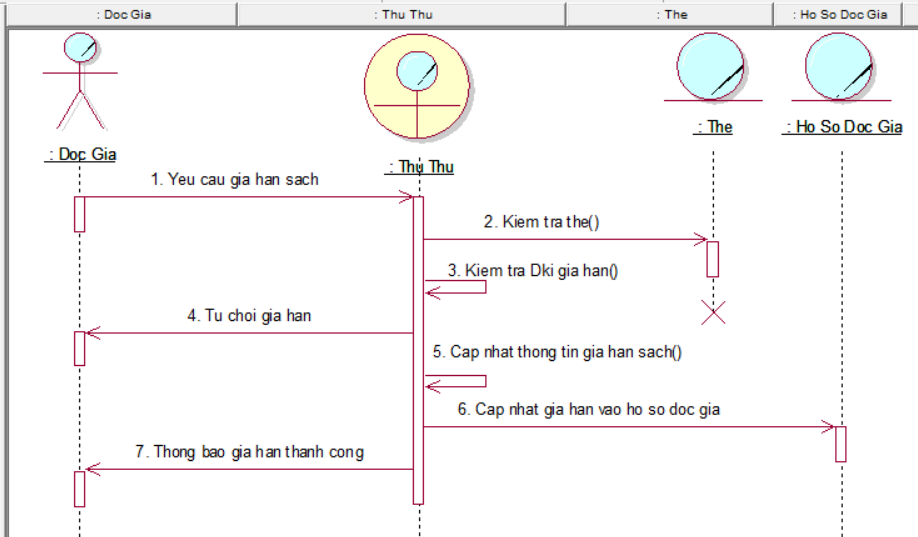 : Doc Gia
: Thu Thu
: The
: Ho So Doc Gia
: The
: Ho So Doc Gia
: Doc Gia
: Thu Thu
1. Yeu cau gia han sach
2. Kiem tra the()
3. Kiem tra Dki gia han()
4. Tu choi gia han
5. Cap nhat thong tin gia han sach()
6. Cap nhat gia han vao ho so doc gia
7. Thong bao gia han thanh cong